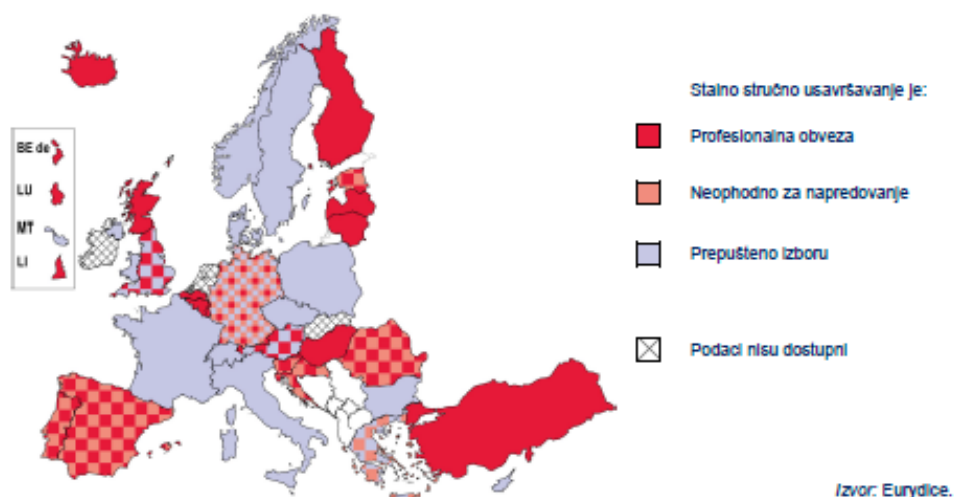 BE de
LU
MT
LI
Stalno stručno usavršavanje je:
Profesionalna obveza
Neophodno za napredovanje
Prepušteno izboru
Podaci nisu dostupni
Izvor: Eurydice.